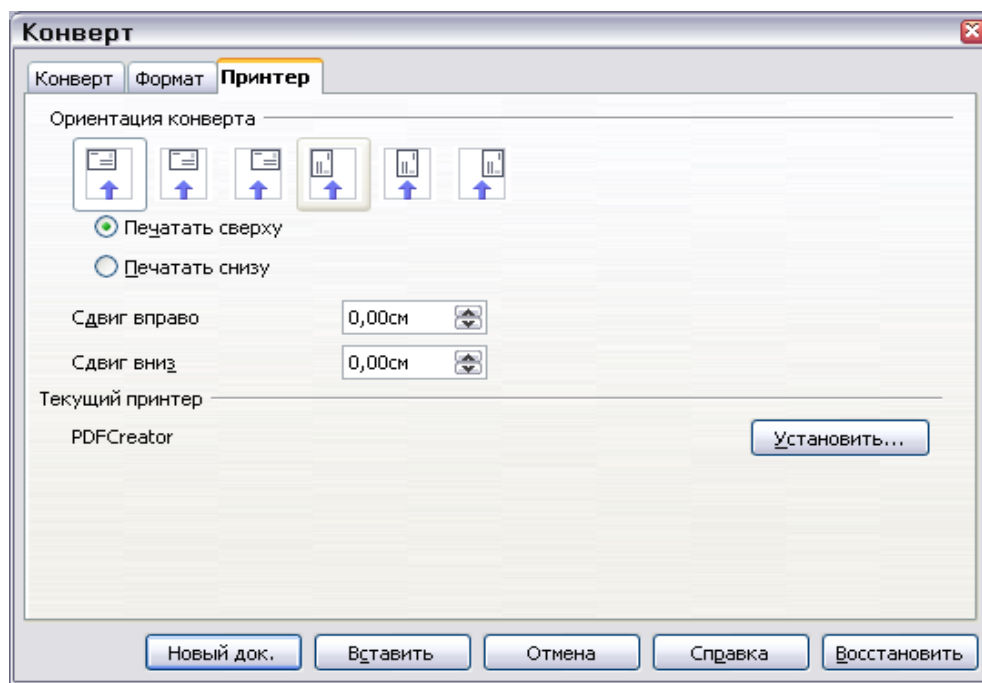 Конверт
Конверт Формат Принтер
Ориентация конверта
Печатать сверху
Печатать снизу
Сдвиг вправо 0,00см
Сдвиг вниз 0,00см
Текущий принтер
PDFCreator Установить...
Новый док. Вставить Отмена Справка Восстановить